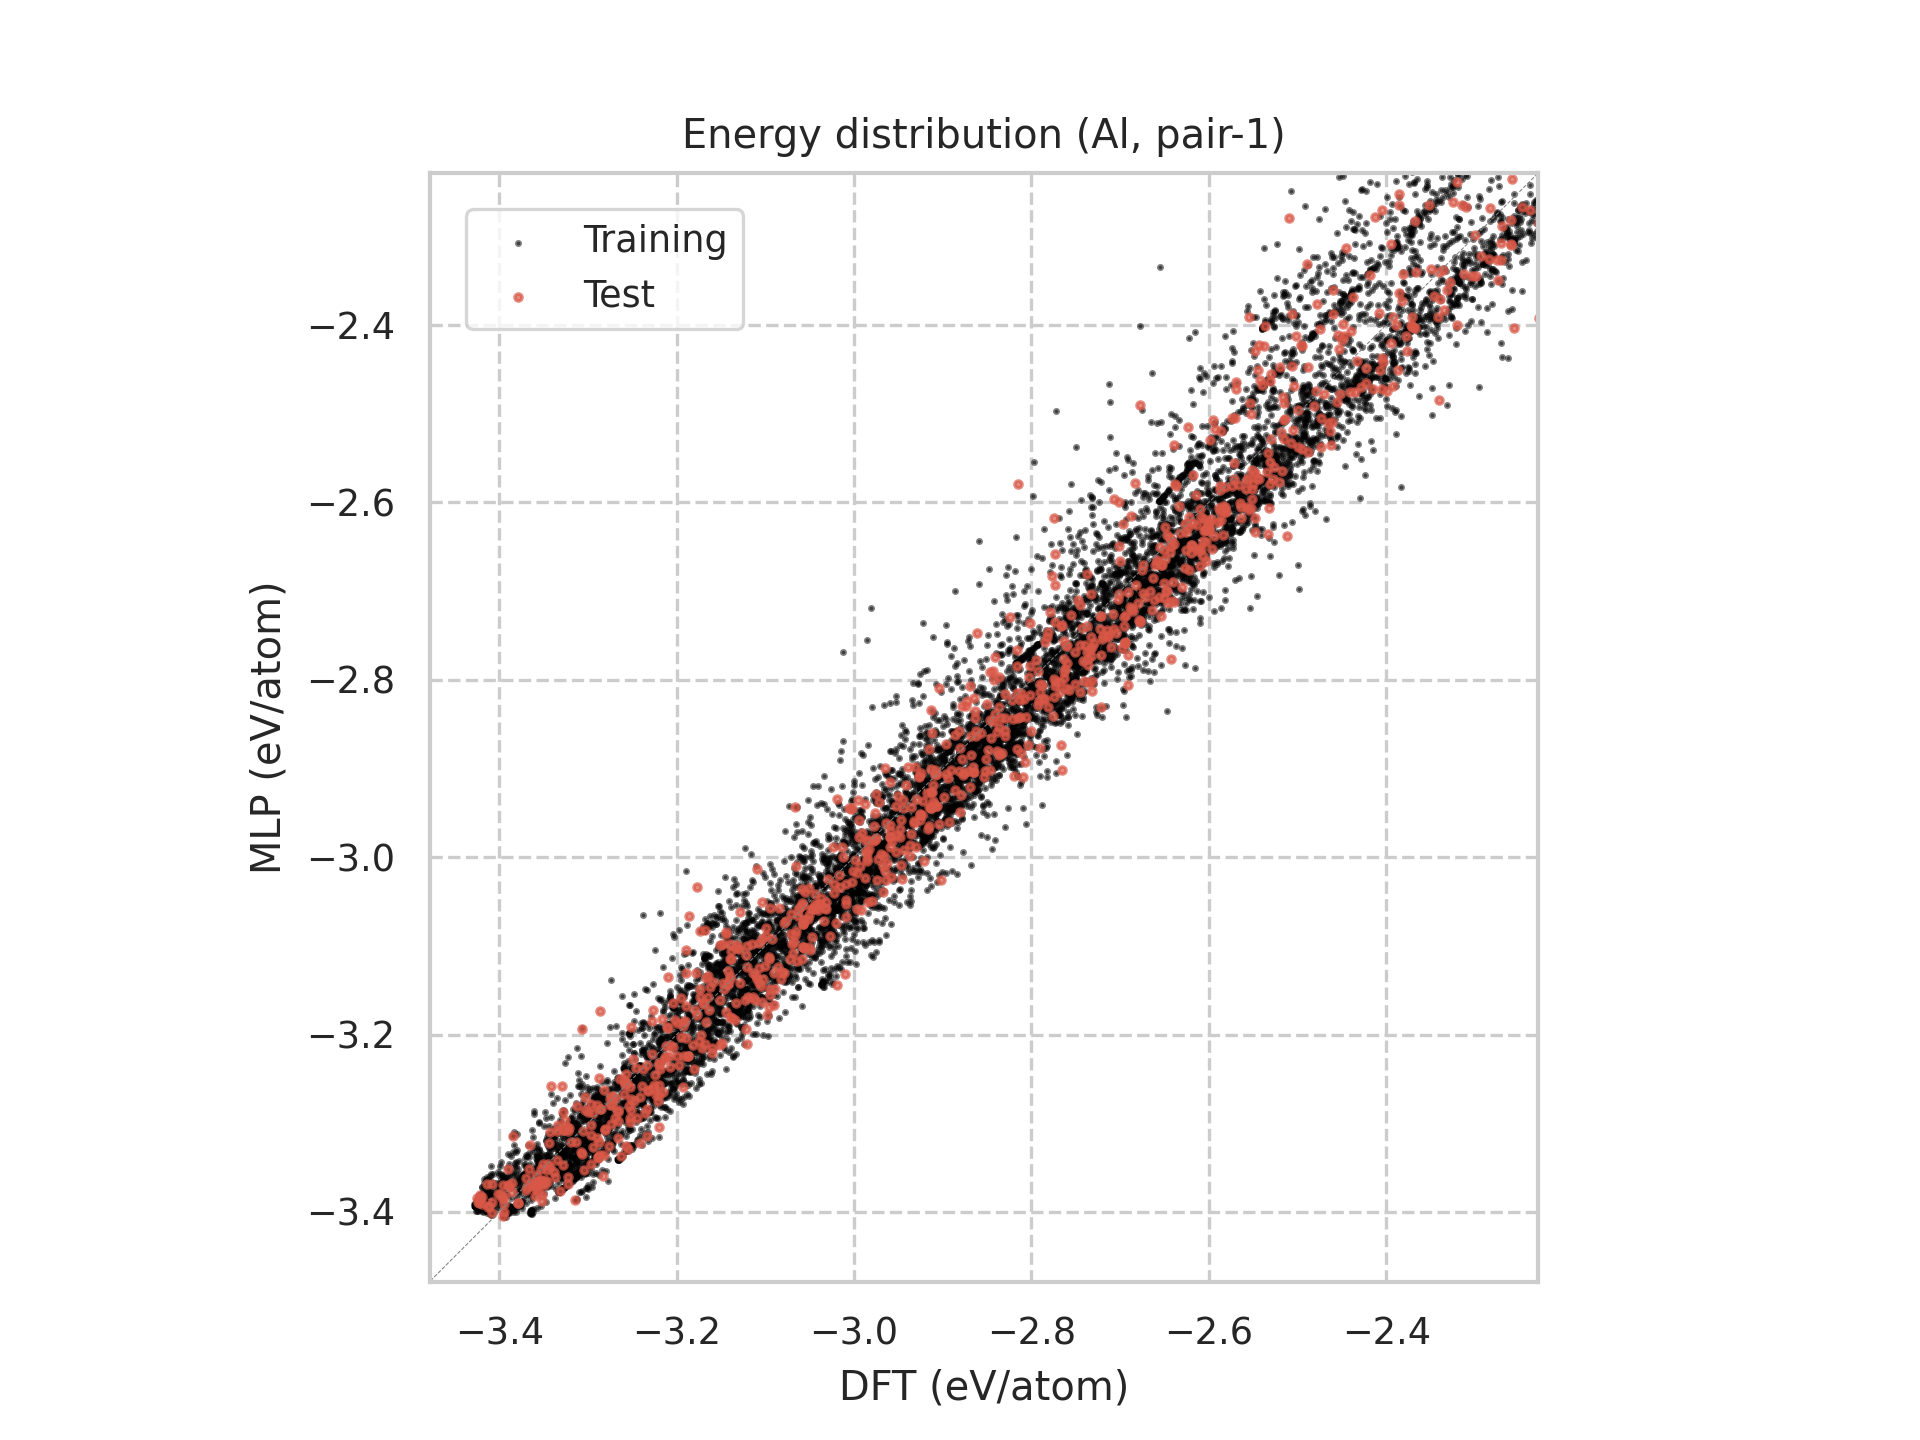 Energy distribution (Al, pair-1)
Training
Test
MLP (eV/atom)
−2.4
−2.6
−2.8
−3.0
−3.2
−3.4
−3.4 −3.2 −3.0 −2.8 −2.6 −2.4
DFT (eV/atom)